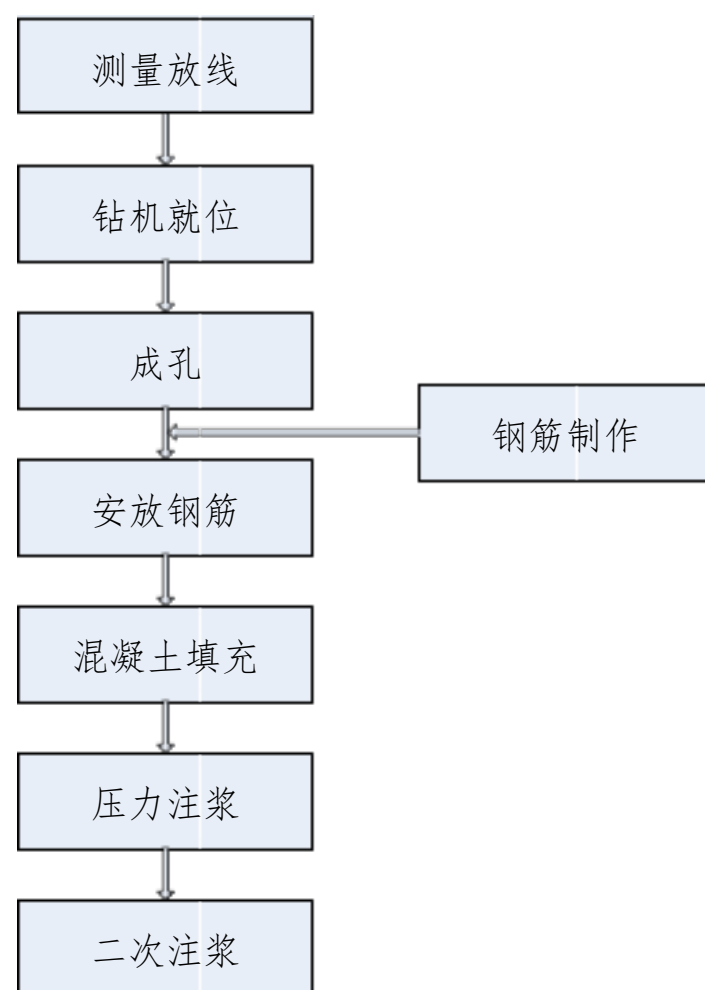 测量放线
钻机就位
成孔
钢筋制作
安放钢筋
混凝土填充
压力注浆
二次注浆